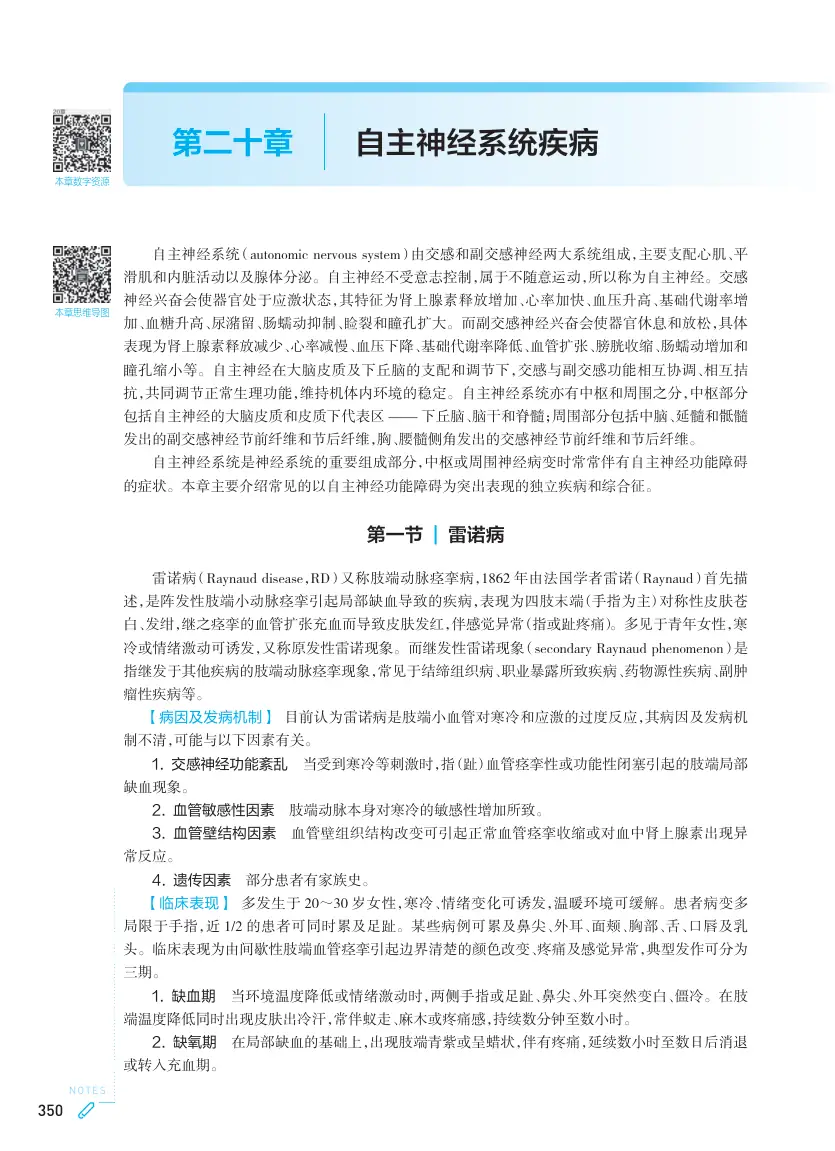 第二十章
自主神经系统疾病
本章数字资源
本章思维导图
自主神经系统（autonomic nervous system）由交感和副交感神经两大系统组成，主要支配心肌、平
滑肌和内脏活动以及腺体分泌。自主神经不受意志控制，属于不随意运动，所以称为自主神经。交感
神经兴奋会使器官处于应激状态，其特征为肾上腺素释放增加、心率加快、血压升高、基础代谢率增
加、血糖升高、尿潴留、肠蠕动抑制、睑裂和瞳孔扩大。而副交感神经兴奋会使器官休息和放松，具体
表现为肾上腺素释放减少、心率减慢、血压下降、基础代谢率降低、血管扩张、膀胱收缩、肠蠕动增加和
瞳孔缩小等。自主神经在大脑皮质及下丘脑的支配和调节下，交感与副交感功能相互协调、相互拮
抗，共同调节正常生理功能，维持机体内环境的稳定。自主神经系统亦有中枢和周围之分，中枢部分
包括自主神经的大脑皮质和皮质下代表区 —— 下丘脑、脑干和脊髓；周围部分包括中脑、延髓和骶髓
发出的副交感神经节前纤维和节后纤维，胸、腰髓侧角发出的交感神经节前纤维和节后纤维。
自主神经系统是神经系统的重要组成部分，中枢或周围神经病变时常常伴有自主神经功能障碍
的症状。本章主要介绍常见的以自主神经功能障碍为突出表现的独立疾病和综合征。
第一节 | 雷诺病
雷诺病（Raynaud disease，RD）又称肢端动脉痉挛病，1862 年由法国学者雷诺（Raynaud）首先描
述，是阵发性肢端小动脉痉挛引起局部缺血导致的疾病，表现为四肢末端（手指为主）对称性皮肤苍
白、发绀，继之痉挛的血管扩张充血而导致皮肤发红，伴感觉异常（指或趾疼痛）。多见于青年女性，寒
冷或情绪激动可诱发，又称原发性雷诺现象。而继发性雷诺现象（secondary Raynaud phenomenon）是
指继发于其他疾病的肢端动脉痉挛现象，常见于结缔组织病、职业暴露所致疾病、药物源性疾病、副肿
瘤性疾病等。
【病因及发病机制】 目前认为雷诺病是肢端小血管对寒冷和应激的过度反应，其病因及发病机
制不清，可能与以下因素有关。
1. 交感神经功能紊乱 当受到寒冷等刺激时，指（趾）血管痉挛性或功能性闭塞引起的肢端局部
缺血现象。
2. 血管敏感性因素 肢端动脉本身对寒冷的敏感性增加所致。
3. 血管壁结构因素 血管壁组织结构改变可引起正常血管痉挛收缩或对血中肾上腺素出现异
常反应。
4. 遗传因素 部分患者有家族史。
【临床表现】 多发生于 20～30 岁女性，寒冷、情绪变化可诱发，温暖环境可缓解。患者病变多
局限于手指，近 1/2 的患者可同时累及足趾。某些病例可累及鼻尖、外耳、面颊、胸部、舌、口唇及乳
头。临床表现为由间歇性肢端血管痉挛引起边界清楚的颜色改变、疼痛及感觉异常，典型发作可分为
三期。
1. 缺血期 当环境温度降低或情绪激动时，两侧手指或足趾、鼻尖、外耳突然变白、僵冷。在肢
端温度降低同时出现皮肤出冷汗，常伴蚁走、麻木或疼痛感，持续数分钟至数小时。
2. 缺氧期 在局部缺血的基础上，出现肢端青紫或呈蜡状，伴有疼痛，延续数小时至数日后消退
或转入充血期。
NOTES
350